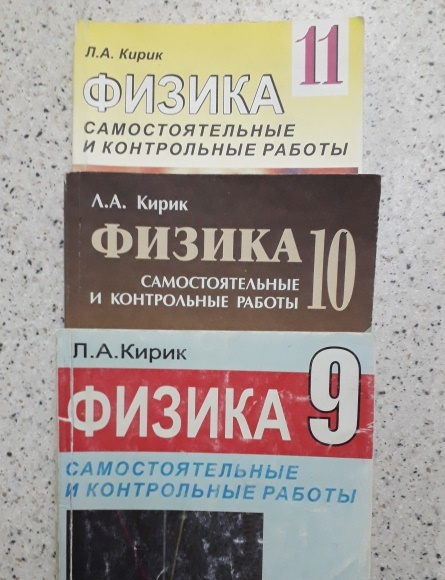 Л.А. Кирик
11
ФИЗИКА
САМОСТОЯТЕЛЬНЫЕ
И КОНТРОЛЬНЫЕ РАБОТЫ
Л.А. Кирик
ФИЗИКА 10
САМОСТОЯТЕЛЬНЫЕ
И КОНТРОЛЬНЫЕ РАБОТЫ
Л.А.Кирик
ФИЗИКА 9
САМОСТОЯТЕЛЬНЫЕ
И КОНТРОЛЬНЫЕ РАБОТЫ